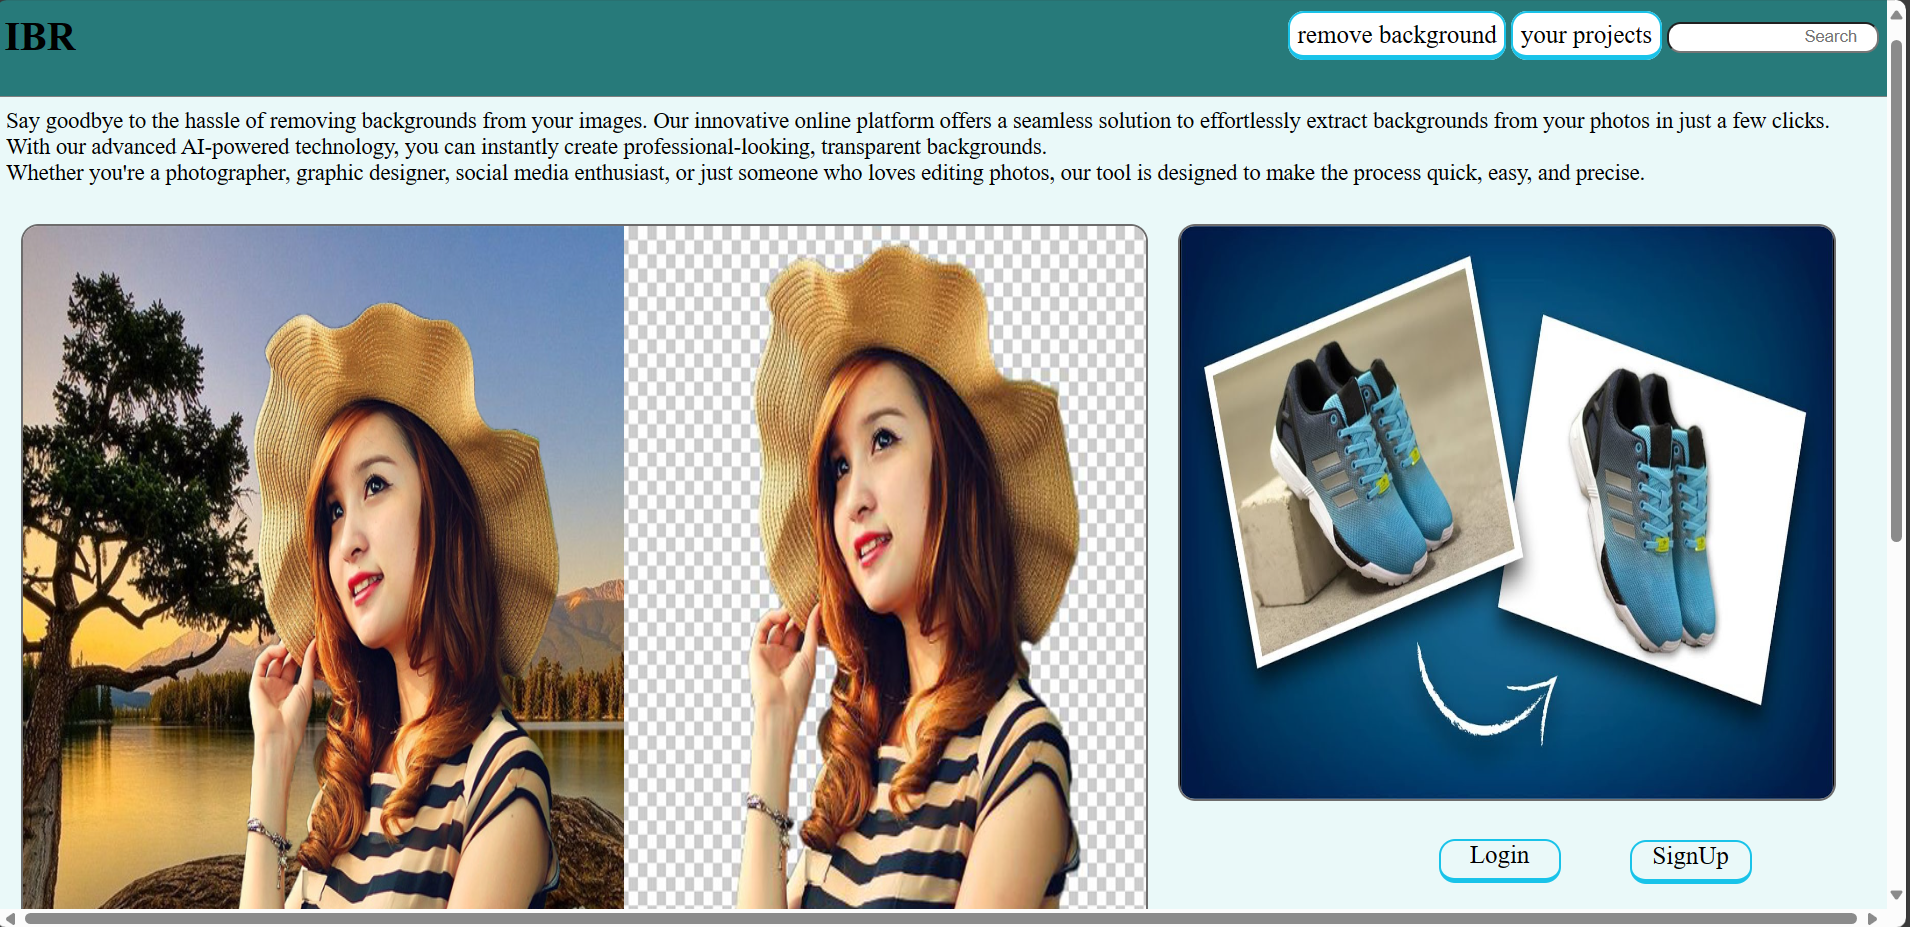 IBR
remove background
your projects
Search
Say goodbye to the hassle of removing backgrounds from your images. Our innovative online platform offers a seamless solution to effortlessly extract backgrounds from your photos in just a few clicks.
With our advanced AI-powered technology, you can instantly create professional-looking, transparent backgrounds.
Whether you're a photographer, graphic designer, social media enthusiast, or just someone who loves editing photos, our tool is designed to make the process quick, easy, and precise.
Login
SignUp